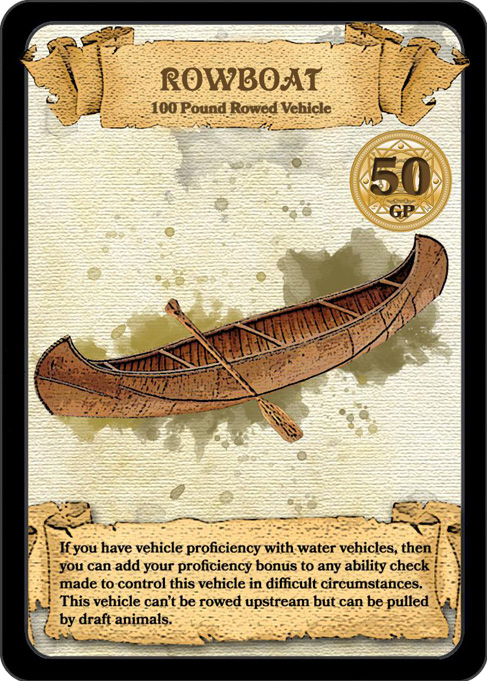 ROWBOAT
100 Pound Rowed Vehicle
50
GP
If you have vehicle proficiency with water vehicles, then
you can add your proficiency bonus to any ability check
made to control this vehicle in difficult circumstances.
This vehicle can't be rowed upstream but can be pulled
by draft animals.